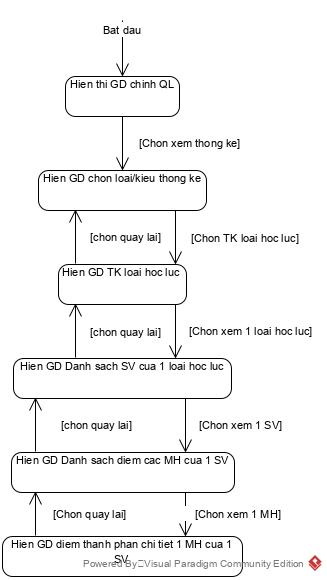 Bat dau
Hien thi GD chinh QL
[Chon xem thong ke]
Hien GD chon loai/kieu thong ke
[chon quay lai]
[Chon TK loai hoc luc]
Hien GD TK loai hoc luc
[chon quay lai]
[Chon xem 1 loai hoc luc]
Hien GD Danh sach SV cua 1 loai hoc luc
[chon quay lai]
[Chon xem 1 SV]
Hien GD Danh sach diem cac MH cua 1 SV
[Chon quay lai]
[Chon xem 1 MH]
Hien GD diem thanh phan chi tiet 1 MH cua 1
SV
Powered By Visual Paradigm Community Edition